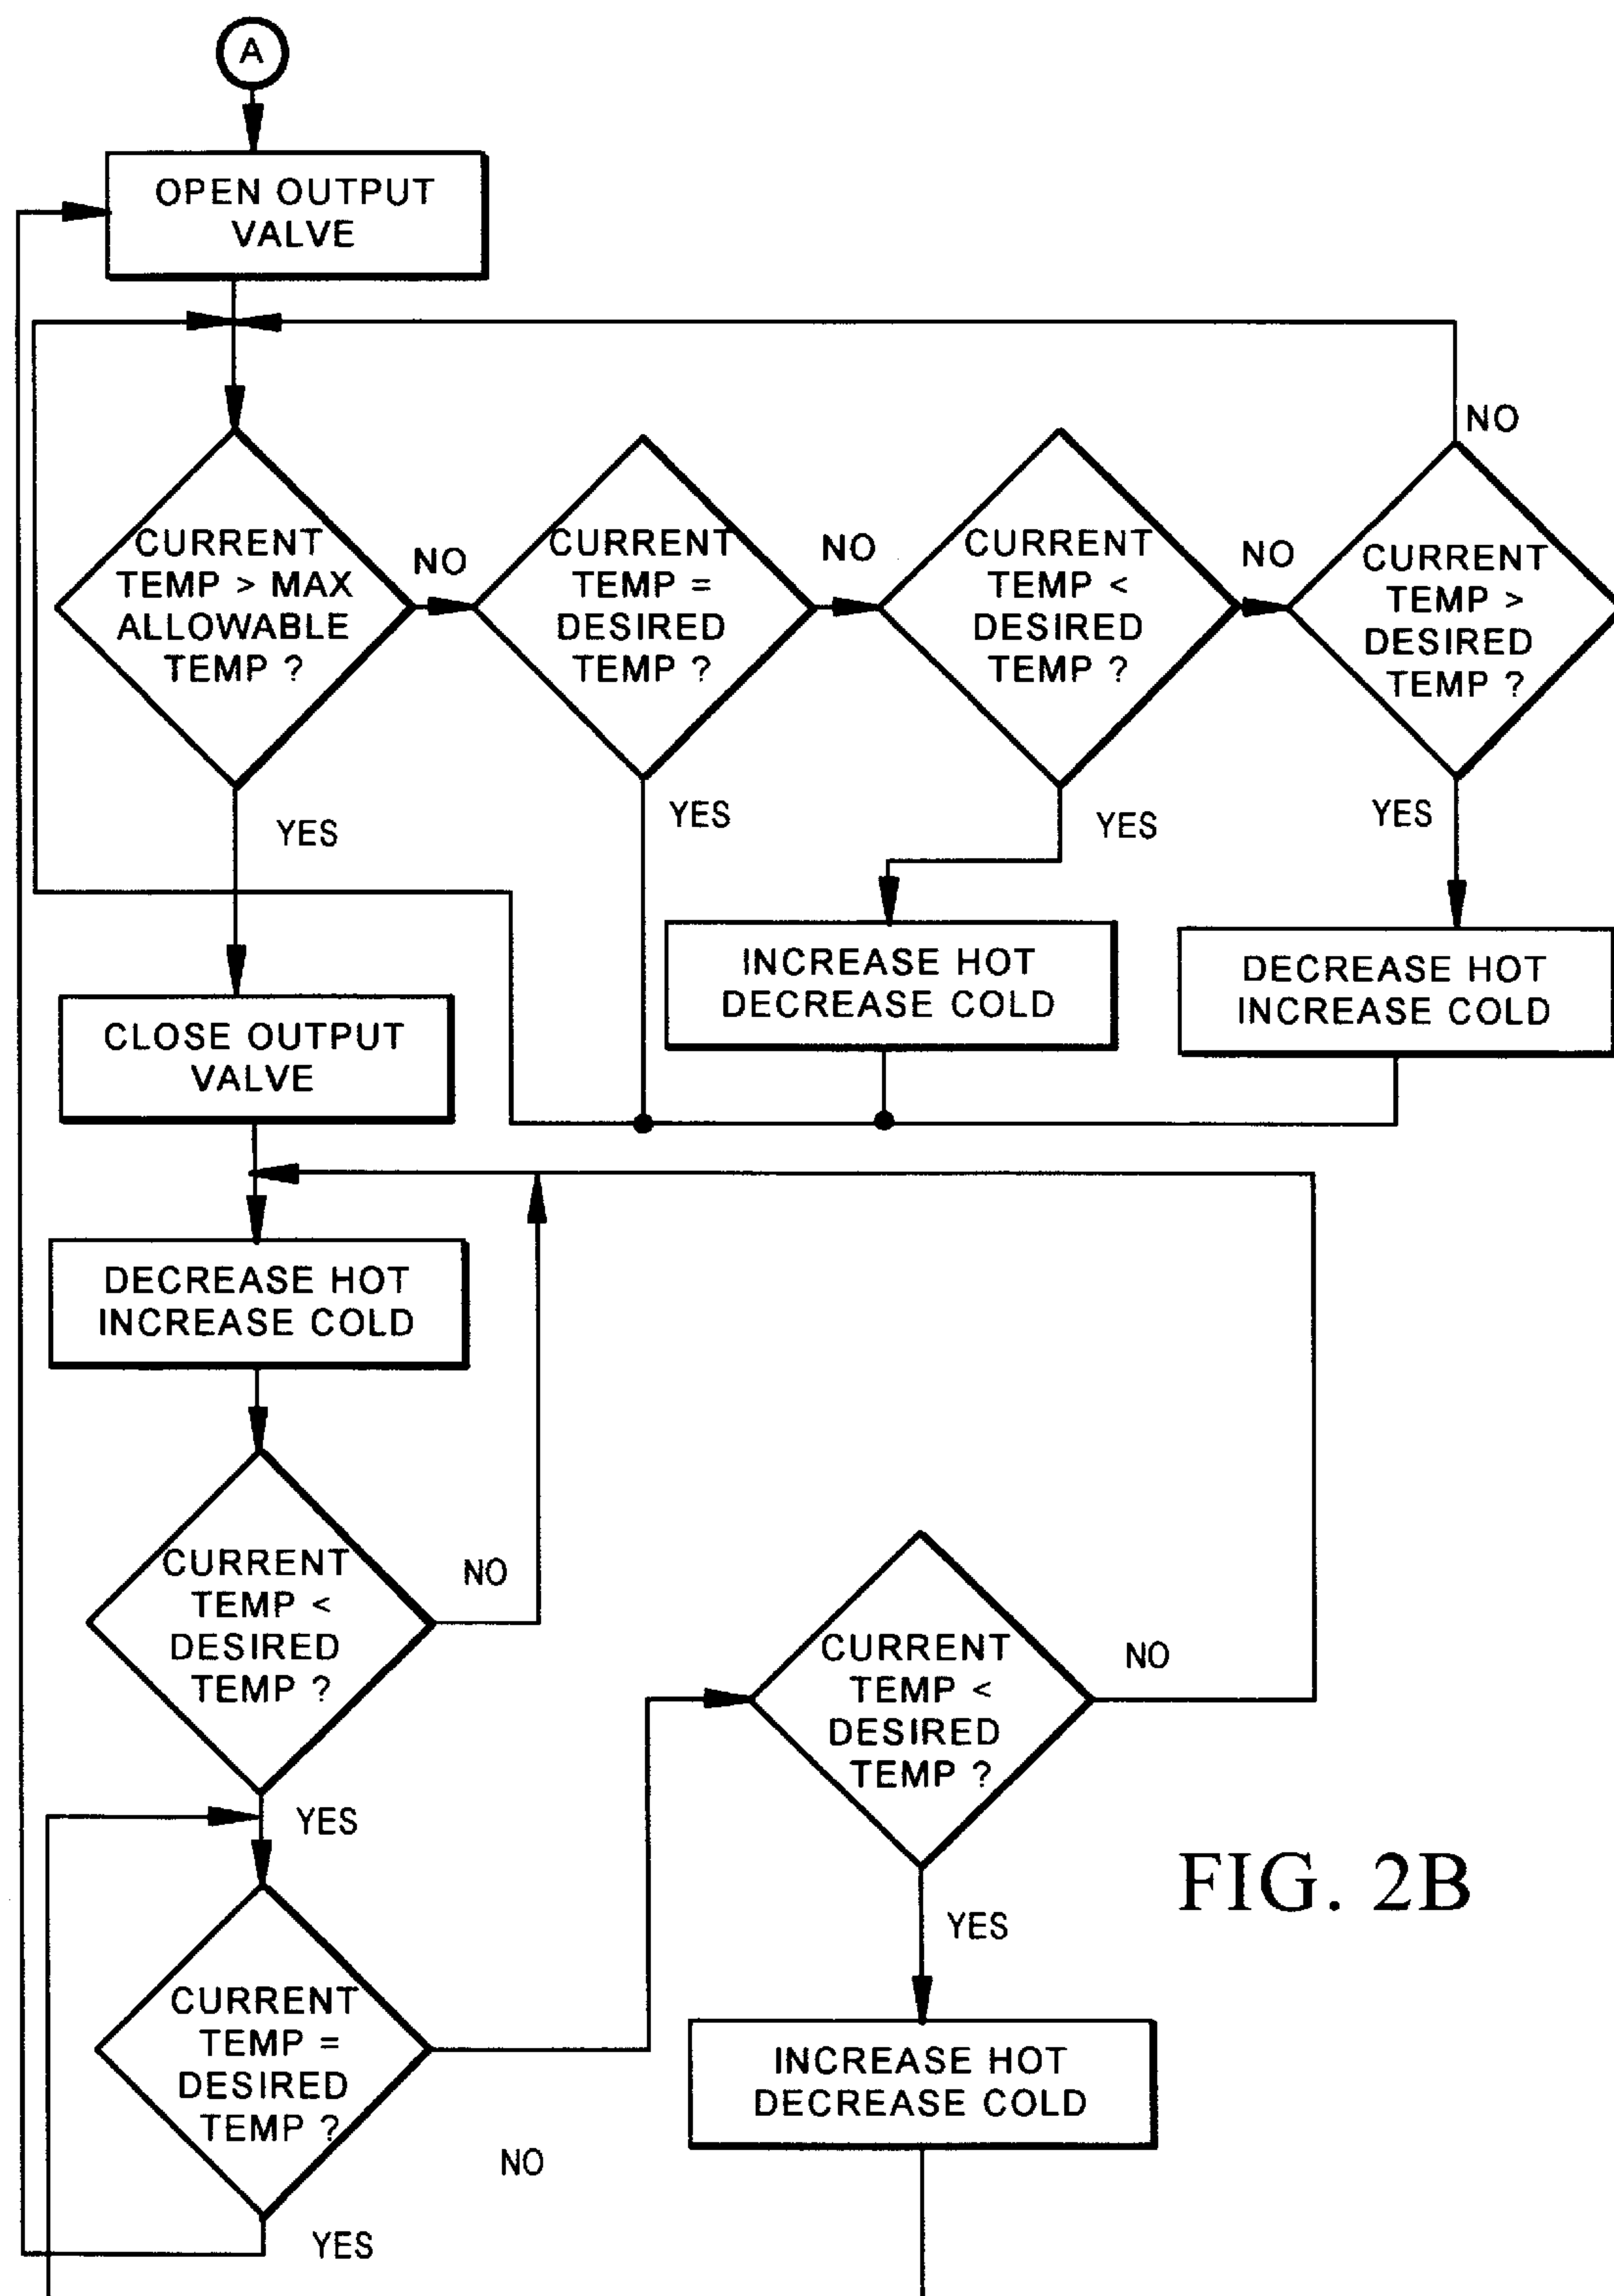 A
OPEN OUTPUT
VALVE
NO
CURRENT
TEMP > MAX
ALLOWABLE
TEMP ?
NO
CURRENT
TEMP =
DESIRED
TEMP ?
NO
CURRENT
TEMP <
DESIRED
TEMP ?
NO
CURRENT
TEMP >
DESIRED
TEMP ?
YES
YES
YES
YES
INCREASE HOT
DECREASE COLD
DECREASE HOT
INCREASE COLD
CLOSE OUTPUT
VALVE
DECREASE HOT
INCREASE COLD
CURRENT
TEMP <
DESIRED
TEMP ?
NO
CURRENT
TEMP <
DESIRED
TEMP ?
NO
YES
YES
FIG. 2B
CURRENT
TEMP =
DESIRED
TEMP ?
NO
INCREASE HOT
DECREASE COLD
YES